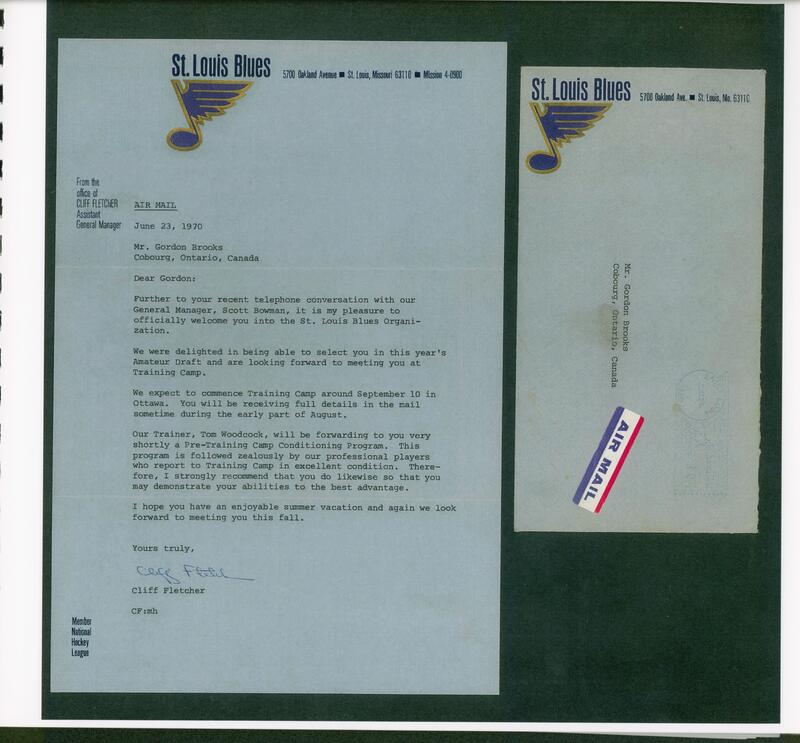 St. Louis Blues 5700 Oakland Avenue ■ St. Louis, Missouri 63110 ■ Mission 4-0900
From the
office of
CLIFF FLETCHER
Assistant
General Manager
AIR MAIL
June 23, 1970
Mr. Gordon Brooks
Cobourg, Ontario, Canada
Dear Gordon:
Further to your recent telephone conversation with our
General Manager, Scott Bowman, it is my pleasure to
officially welcome you into the St. Louis Blues Organi-
zation.
We were delighted in being able to select you in this year's
Amateur Draft and are looking forward to meeting you at
Training Camp.
We expect to commence Training Camp around September 10 in
Ottawa. You will be receiving full details in the mail
sometime during the early part of August.
Our Trainer, Tom Woodcock, will be forwarding to you very
shortly a Pre-Training Camp Conditioning Program. This
program is followed zealously by our professional players
who report to Training Camp in excellent condition. There-
fore, I strongly recommend that you do likewise so that you
may demonstrate your abilities to the best advantage.
I hope you have an enjoyable summer vacation and again we look
forward to meeting you this fall.
Yours truly,
Cliff Fletcher
Cliff Fletcher
CF:mh
Member
National
Hockey
League
St. Louis Blues 5700 Oakland Ave. ■ St. Louis, Mo. 63110
Mr. Gordon Brooks
Cobourg, Ontario, Canada
AIR MAIL